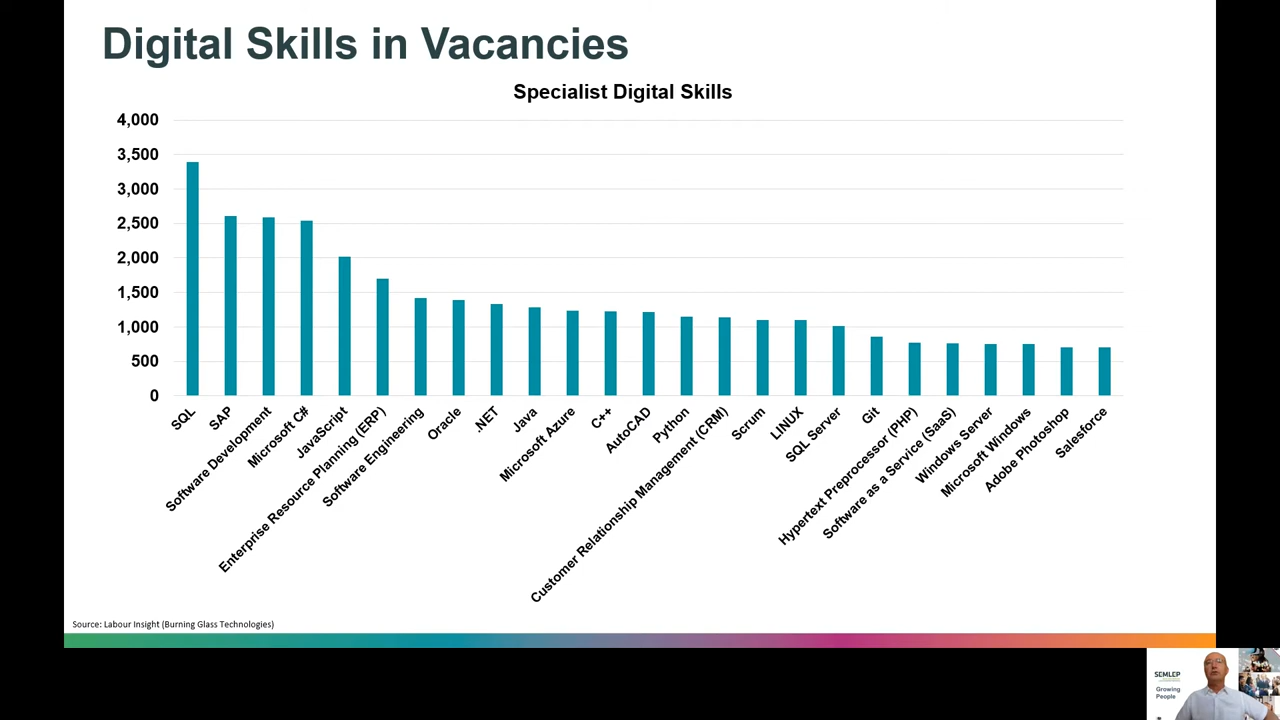 Digital Skills in Vacancies
Specialist Digital Skills
4,000
3,500
3,000
2,500
2,000
1,500
1,000
500
0
SQL
SAP
Software Development
Microsoft C#
JavaScript
Enterprise Resource Planning (ERP)
Software Engineering
Oracle
.NET
Java
Microsoft Azure
C++
AutoCAD
Python
Customer Relationship Management (CRM)
Scrum
LINUX
SQL Server
Git
Hypertext Preprocessor (PHP)
Software as a Service (SaaS)
Windows Server
Microsoft Windows
Adobe Photoshop
Salesforce
Source: Labour Insight (Burning Glass Technologies)
SEMLEP
Growing
People